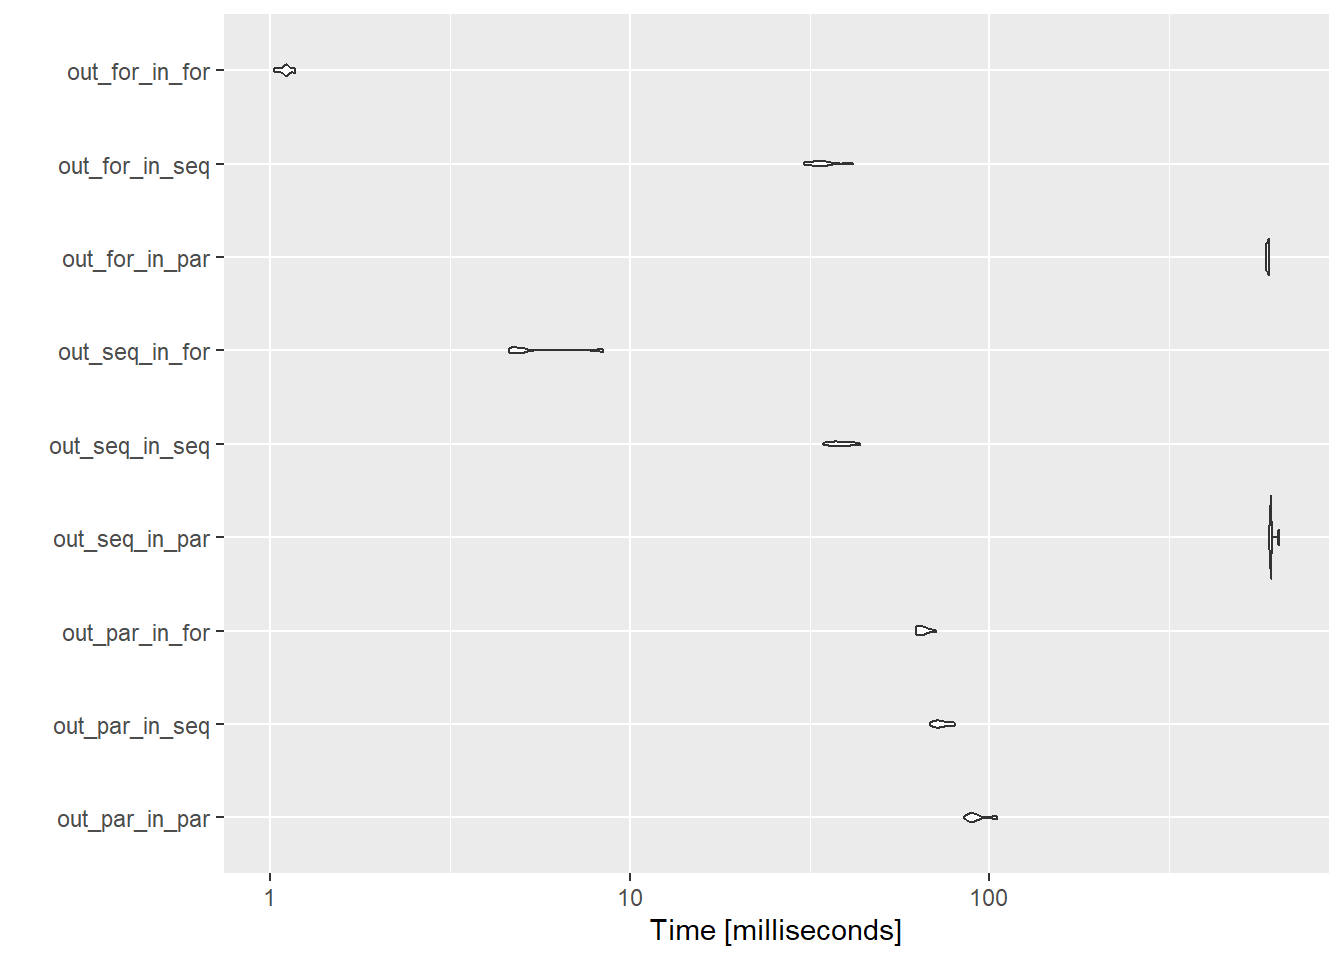 out_for_in_for
out_for_in_seq
out_for_in_par
out_seq_in_for
out_seq_in_seq
out_seq_in_par
out_par_in_for
out_par_in_seq
out_par_in_par
1 10 100
Time [milliseconds]